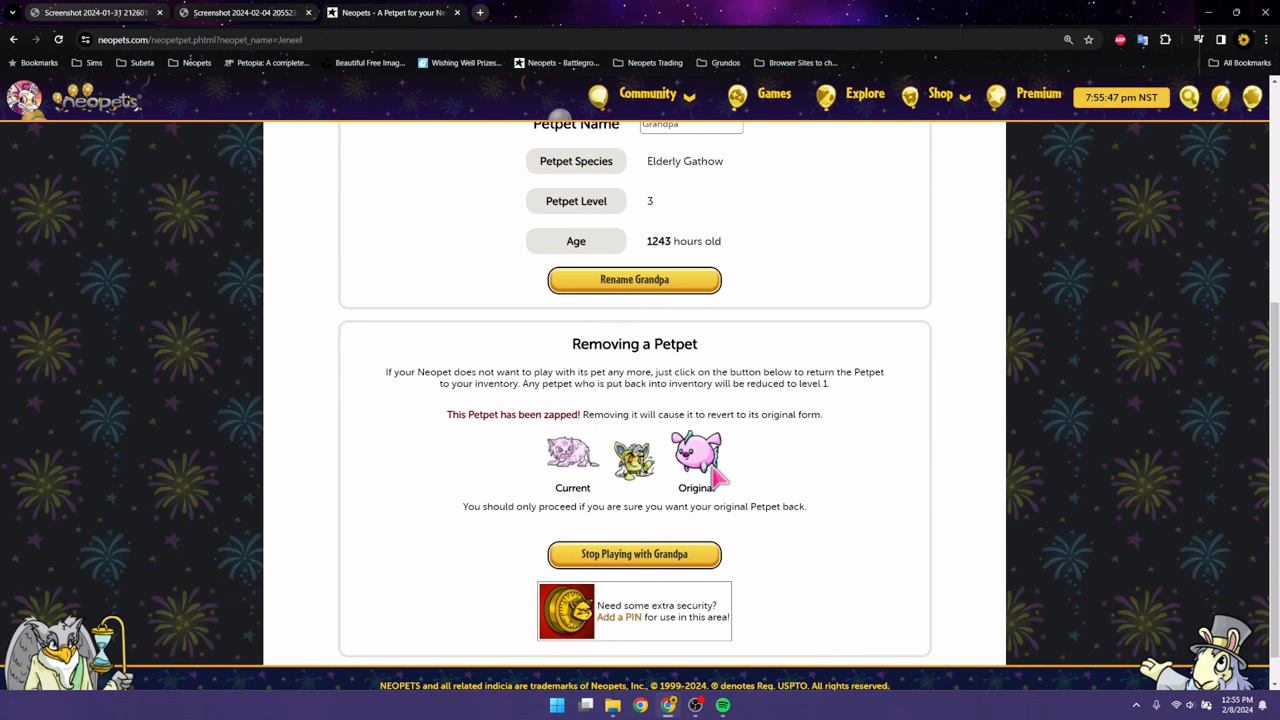 Screenshot 2024-01-31 212601
Screenshot 2024-02-04 205523
Neopets - A Petpet for your Ne
neopets.com/neopetpet.phtml?neopet_name=Jeneel
Bookmarks
Sims
Subeta
Neopets
Petopia: A complete...
Beautiful Free Imag...
Wishing Well Prizes...
Neopets - Battlegro...
Neopets Trading
Grundos
Browser Sites to ch...
All Bookmarks
neopets
Community
Games
Explore
Shop
Premium
7:55:47 pm NST
Petpet Name
Grandpa
Petpet Species
Elderly Gathow
Petpet Level
3
Age
1243 hours old
Rename Grandpa
Removing a Petpet
If your Neopet does not want to play with its pet any more, just click on the button below to return the Petpet
to your inventory. Any petpet who is put back into inventory will be reduced to level 1.
This Petpet has been zapped! Removing it will cause it to revert to its original form.
Current
Original
You should only proceed if you are sure you want your original Petpet back.
Stop Playing with Grandpa
Need some extra security?
Add a PIN for use in this area!
NEOPETS and all related indicia are trademarks of Neopets, Inc., © 1999-2024. ® denotes Reg. USPTO. All rights reserved.
12:55 PM
2/8/2024